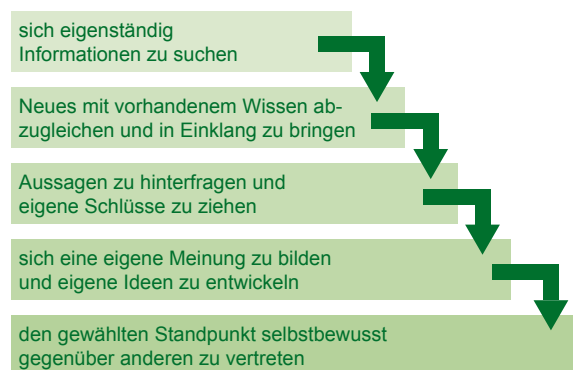 sich eigenständig
Informationen zu suchen
Neues mit vorhandenem Wissen ab-
zugleichen und in Einklang zu bringen
Aussagen zu hinterfragen und
eigene Schlüsse zu ziehen
sich eine eigene Meinung zu bilden
und eigene Ideen zu entwickeln
den gewählten Standpunkt selbstbewusst
gegenüber anderen zu vertreten